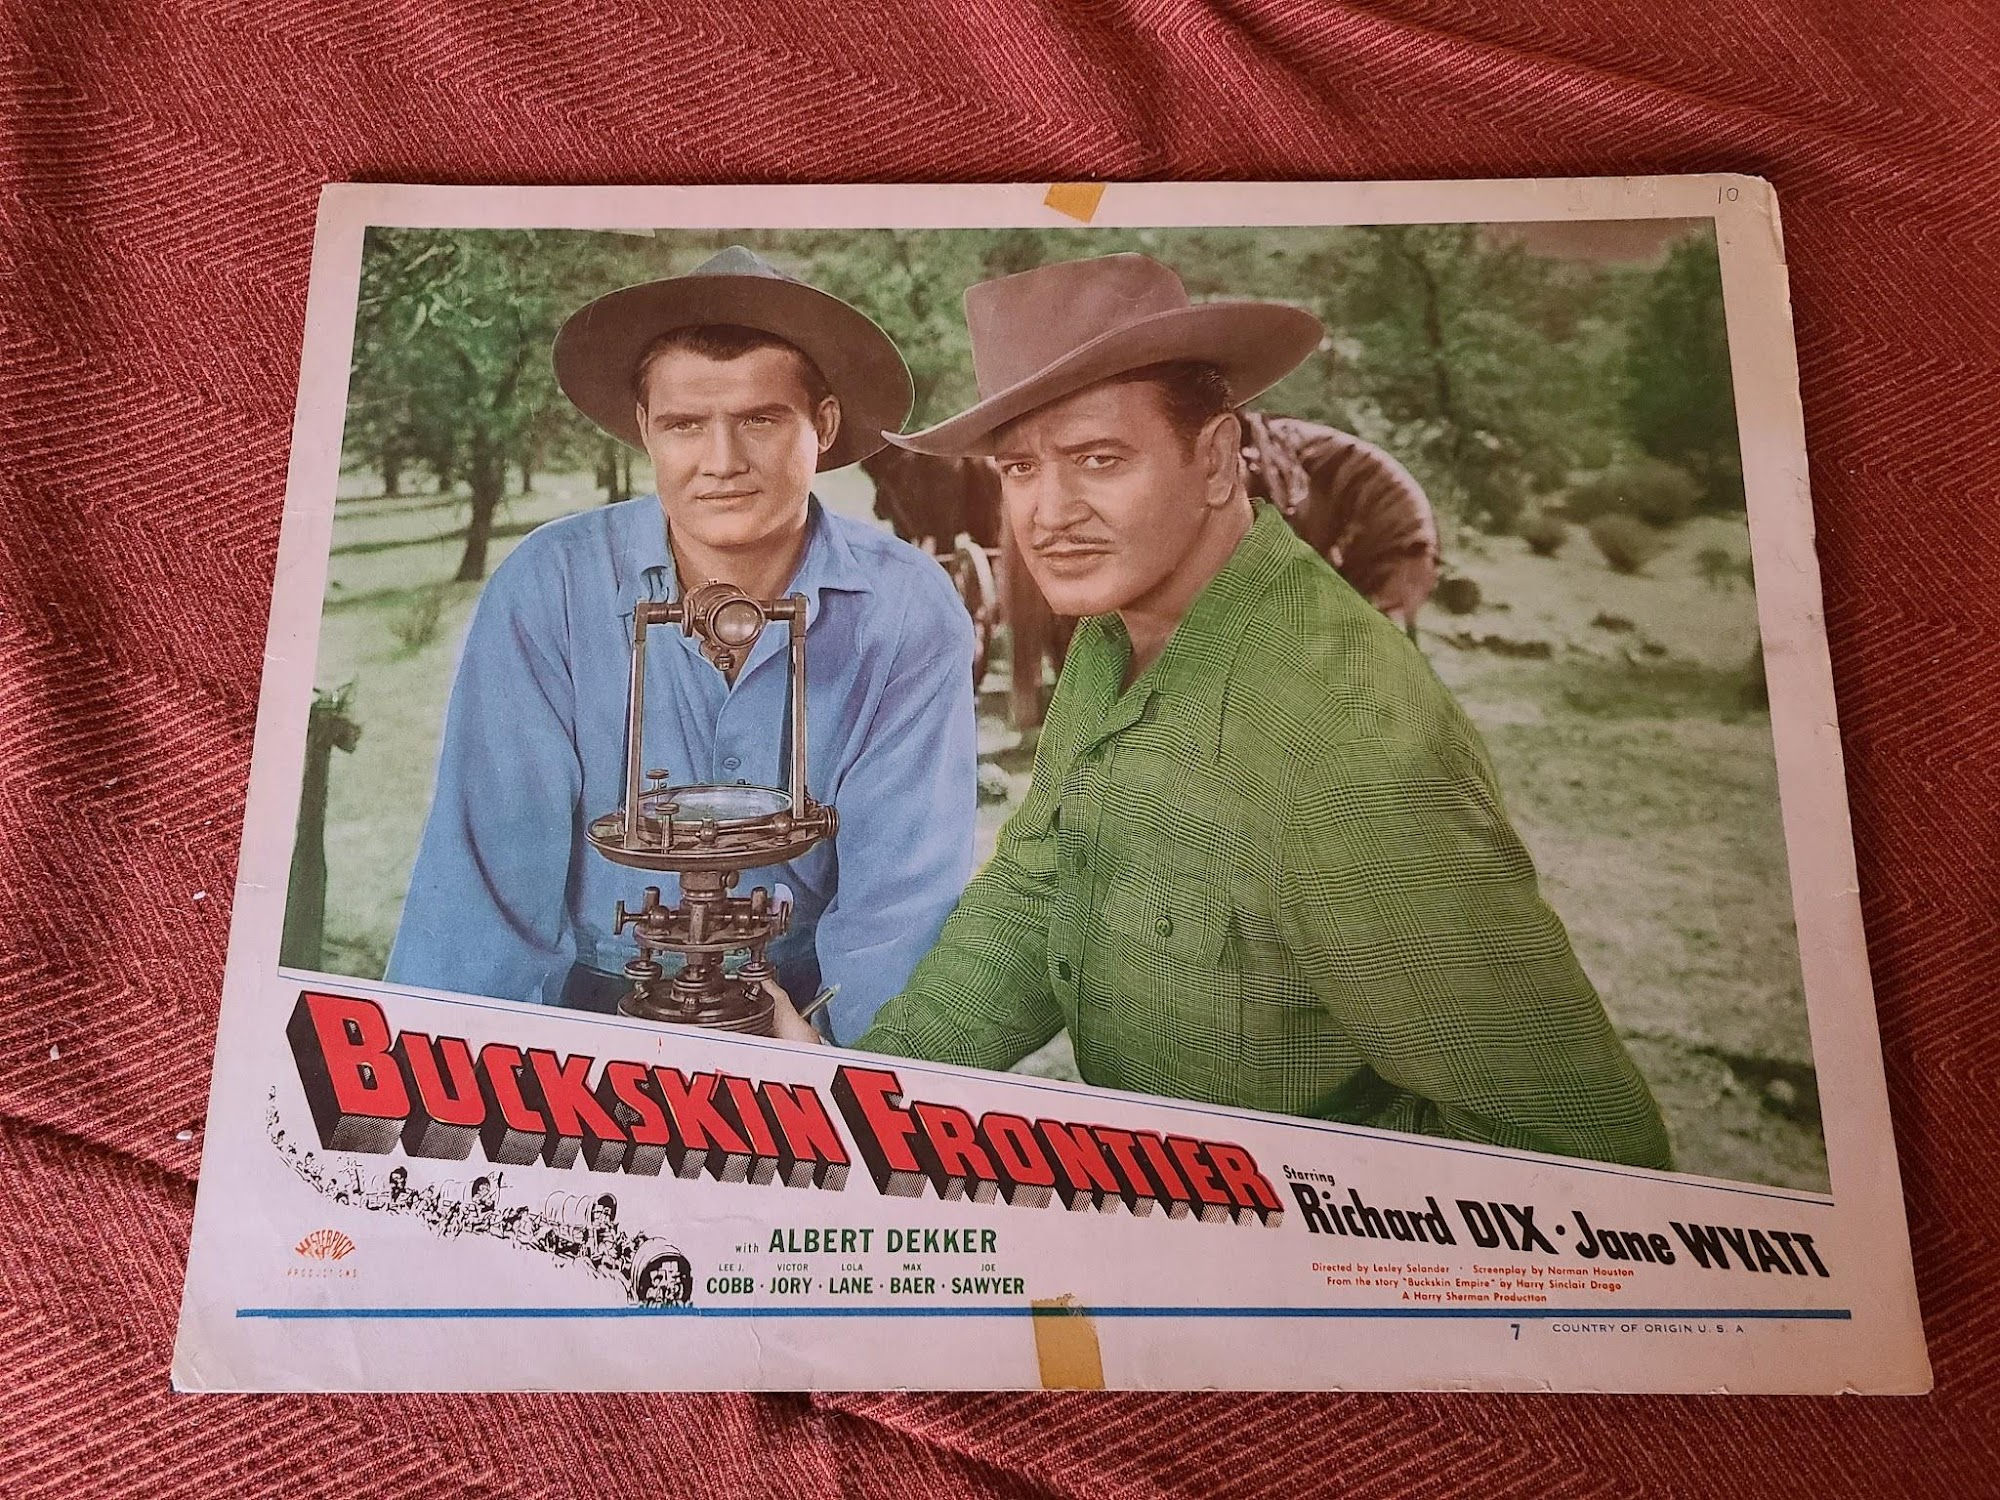 10
BUCKSKIN FRONTIER
Starring
Richard DIX · Jane WYATT
with ALBERT DEKKER
LEE J. VICTOR LOLA MAX JOE
COBB · JORY · LANE · BAER · SAWYER
Directed by Lesley Selander · Screenplay by Norman Houston
From the story "Buckskin Empire" by Harry Sinclair Drago
A Harry Sherman Production
MASTERPIECE
PRODUCTIONS
7 COUNTRY OF ORIGIN U. S. A